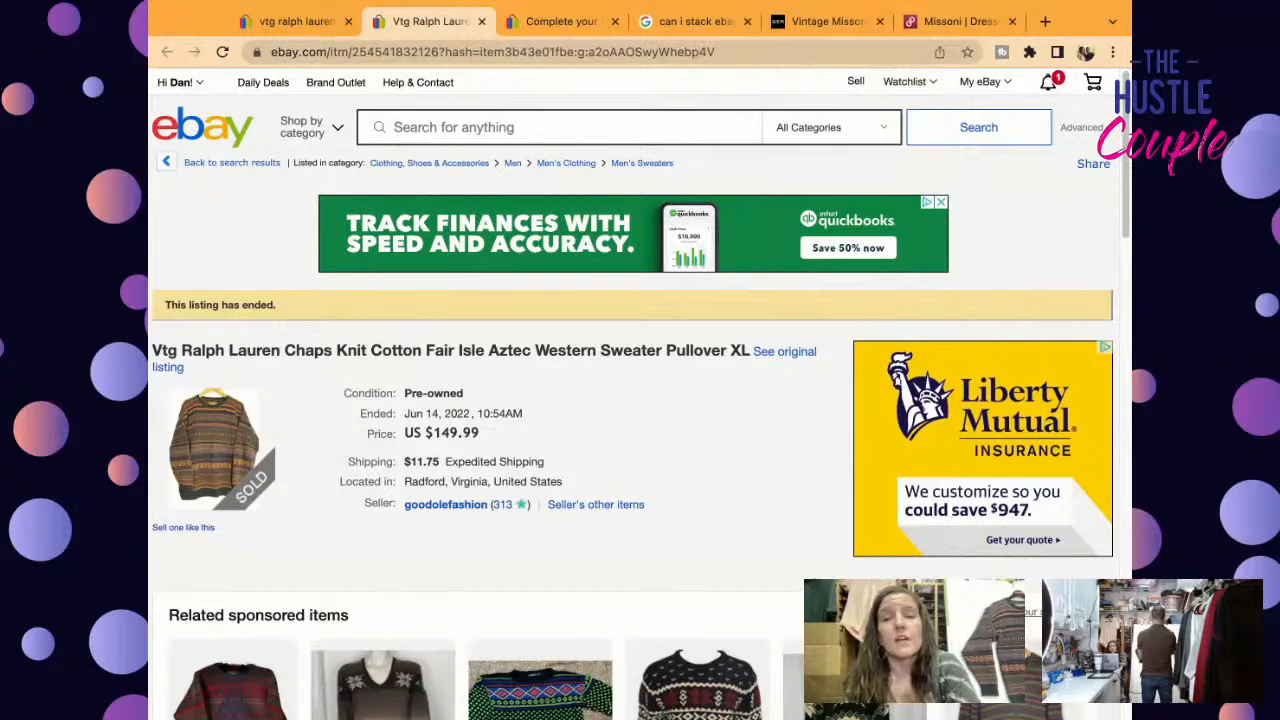 vtg ralph lauren
Vtg Ralph Laure
Complete your
can i stack eba
Vintage Misson
Missoni | Dress
ebay.com/itm/254541832126?hash=item3b43e01fbe:g:a2oAAOSwyWhebp4V
Hi Dan!
Daily Deals
Brand Outlet
Help & Contact
Sell
Watchlist
My eBay
1
THE
HUSTLE
Couple
ebay
Shop by
category
Search for anything
All Categories
Search
Advanced
Back to search results | Listed in category: Clothing, Shoes & Accessories > Men > Men's Clothing > Men's Sweaters
Share
TRACK FINANCES WITH
SPEED AND ACCURACY.
intuit
quickbooks
Save 50% now
This listing has ended.
Vtg Ralph Lauren Chaps Knit Cotton Fair Isle Aztec Western Sweater Pullover XL See original
listing
Condition: Pre-owned
Ended: Jun 14, 2022 , 10:54AM
Price: US $149.99
Shipping: $11.75 Expedited Shipping
Located in: Radford, Virginia, United States
Seller: goodolefashion (313) | Seller's other items
SOLD
Sell one like this
Liberty
Mutual
INSURANCE
We customize so you
could save $947.
Get your quote
Related sponsored items